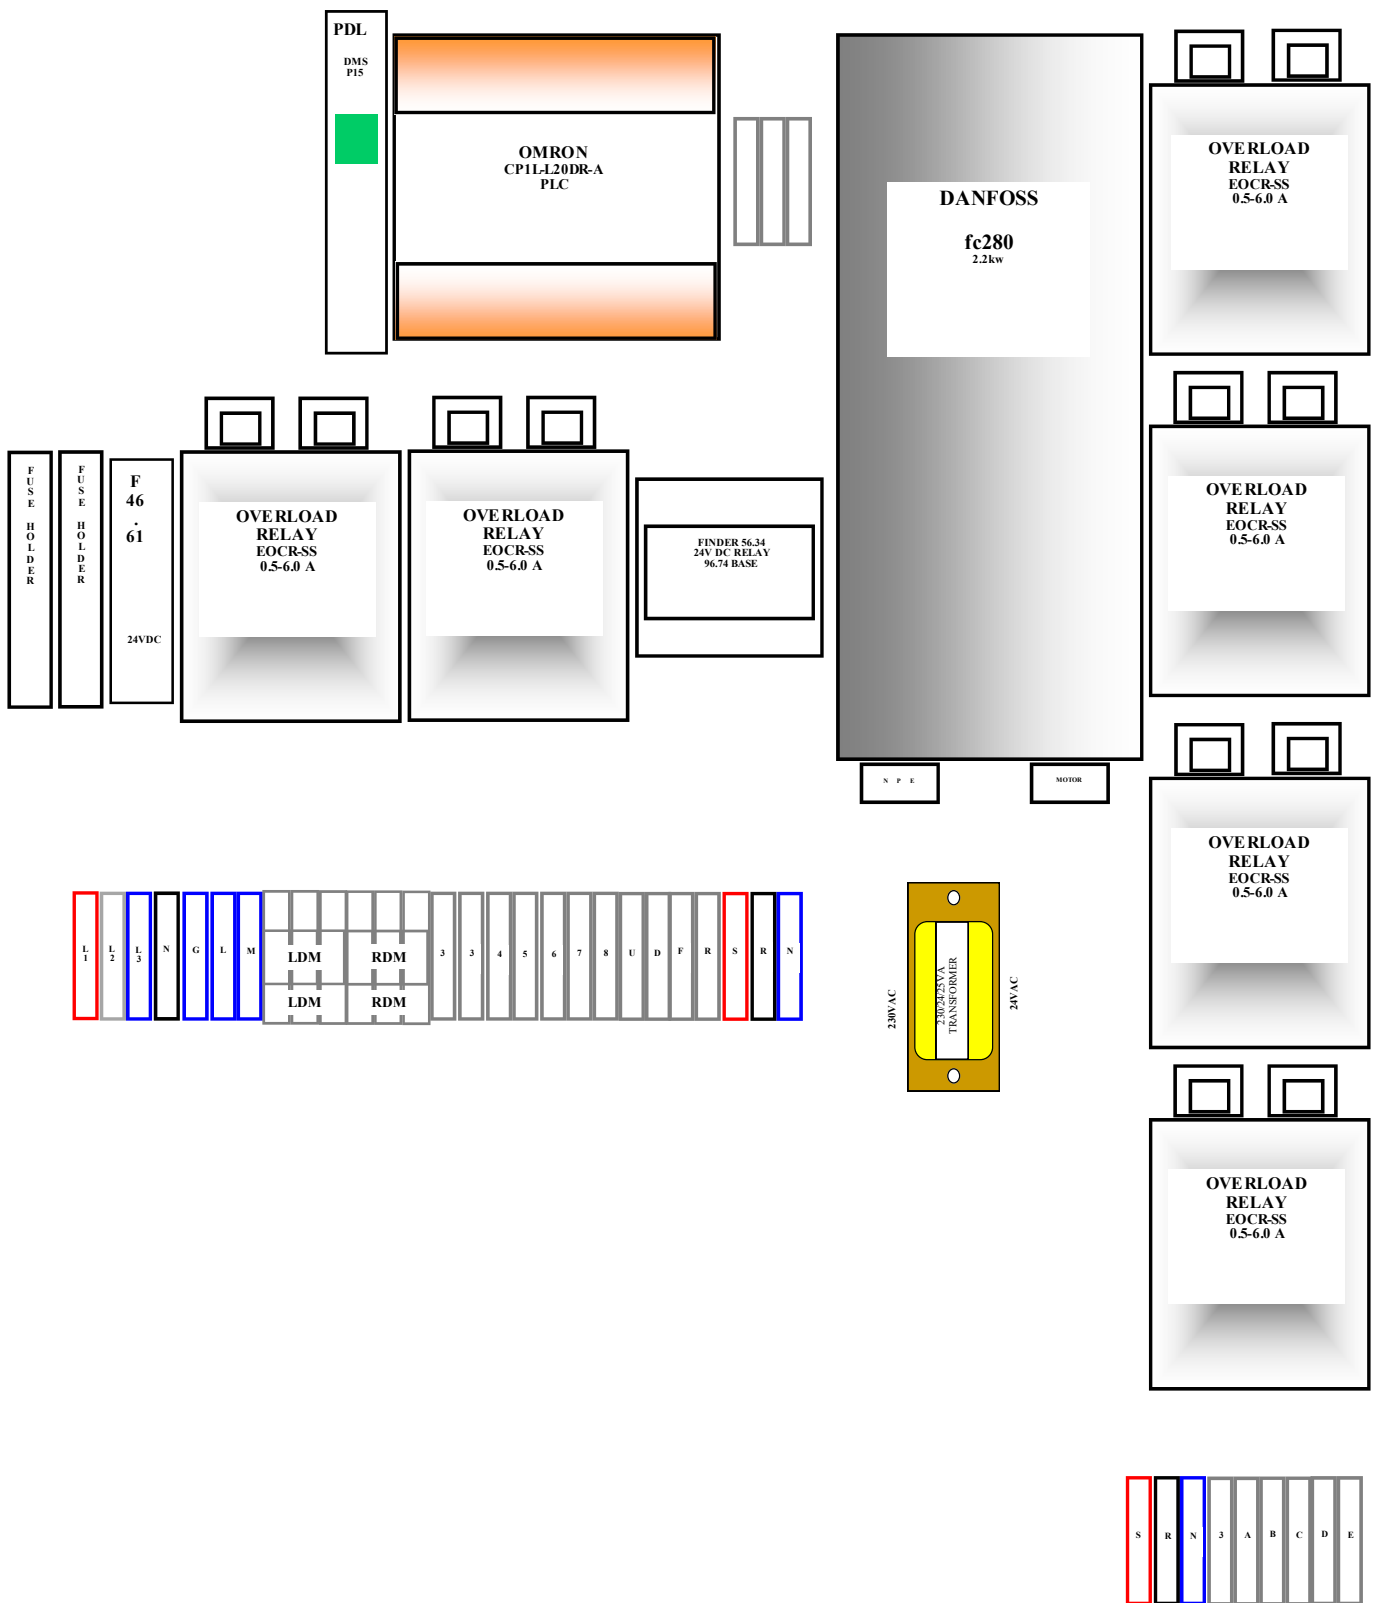 PDL
DMS
P15
OMRON
CP1L-L20DR-A
PLC
DANFOSS
fc280
2.2kw
OVERLOAD
RELAY
EOCR-SS
0.5-6.0 A
FUSE HOLDER
FUSE HOLDER
F
46
.
61
24VDC
OVERLOAD
RELAY
EOCR-SS
0.5-6.0 A
OVERLOAD
RELAY
EOCR-SS
0.5-6.0 A
FINDER 56.34
24V DC RELAY
96.74 BASE
OVERLOAD
RELAY
EOCR-SS
0.5-6.0 A
N P E
MOTOR
OVERLOAD
RELAY
EOCR-SS
0.5-6.0 A
L1 L2 L3 N G L M
LDM RDM
LDM RDM
3 3 4 5 6 7 8 U D F R S R N
230VAC
230/24/25VA
TRANSFORMER
24VAC
OVERLOAD
RELAY
EOCR-SS
0.5-6.0 A
S R N 3 A B C D E